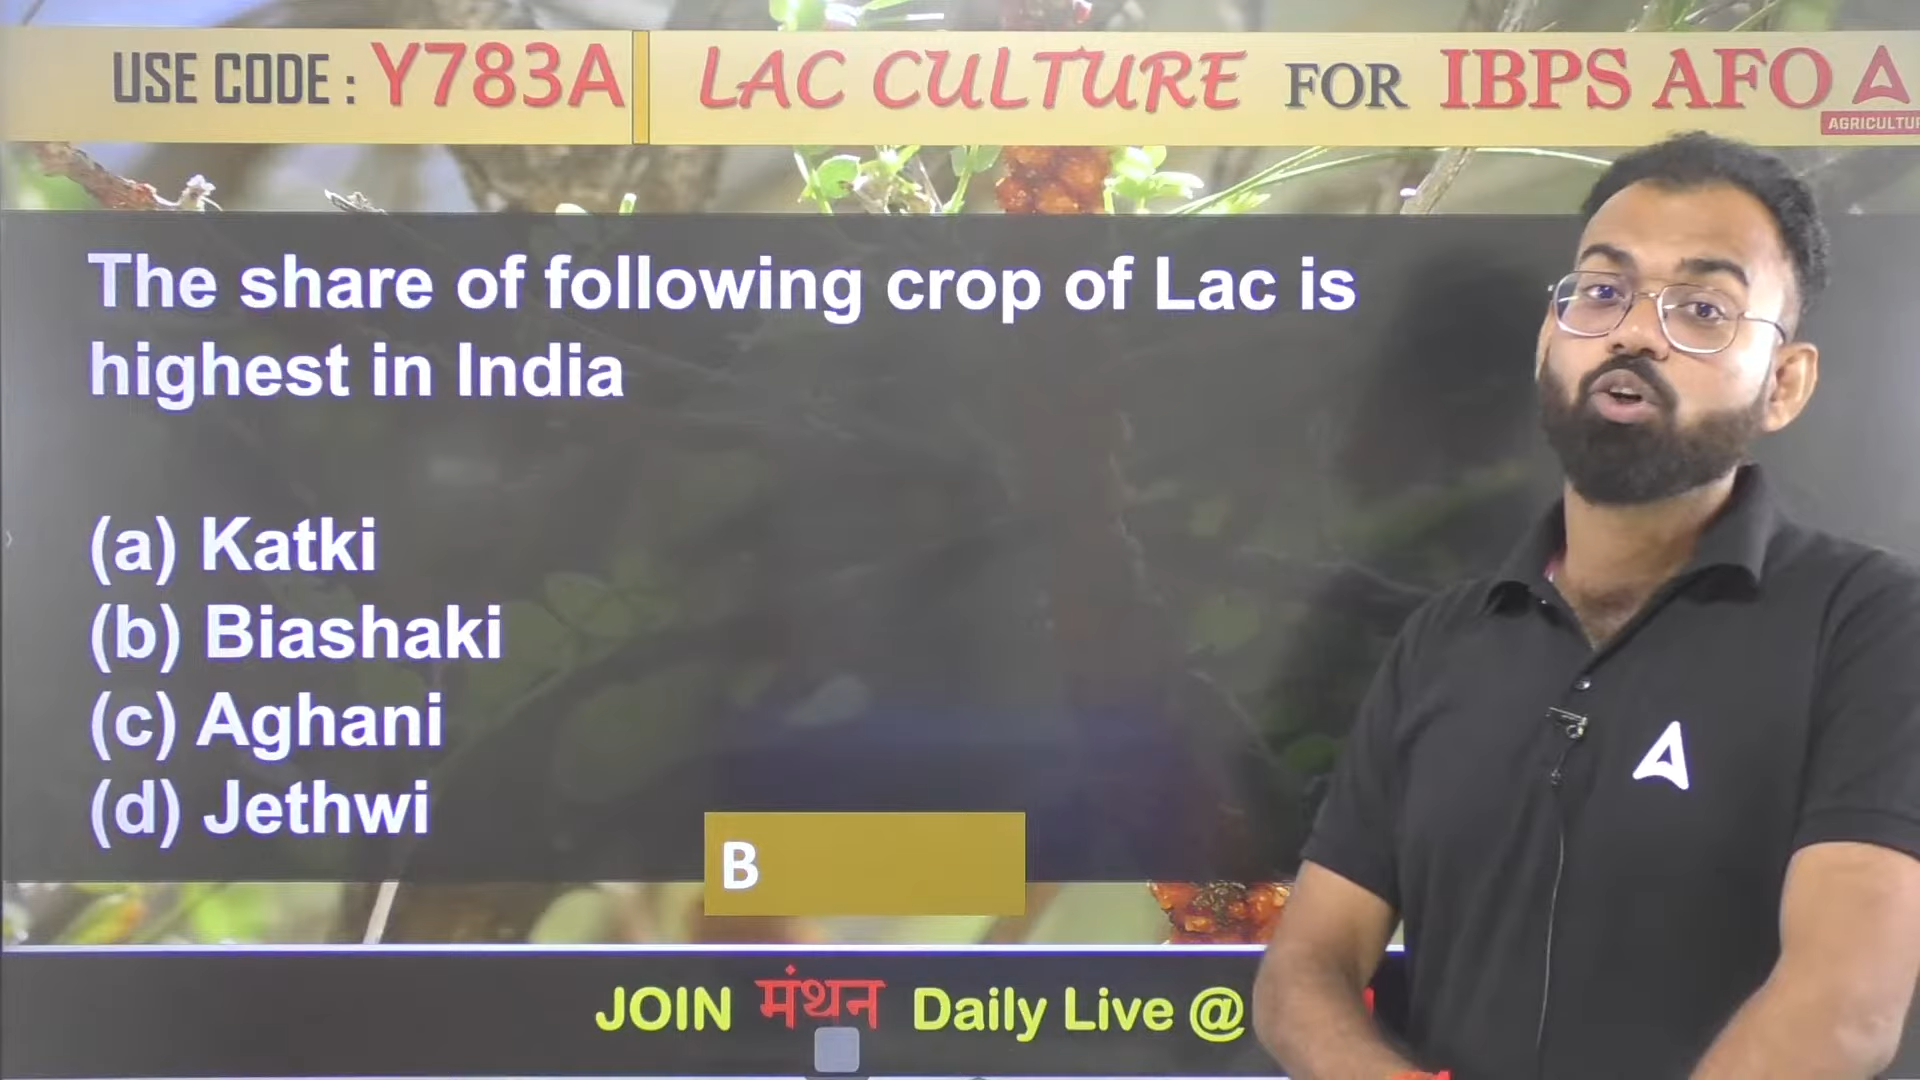 USE CODE : Y783A
LAC CULTURE FOR IBPS AFO
AGRICULTUR
The share of following crop of Lac is
highest in India
(a) Katki
(b) Biashaki
(c) Aghani
(d) Jethwi
B
JOIN मंथन Daily Live @